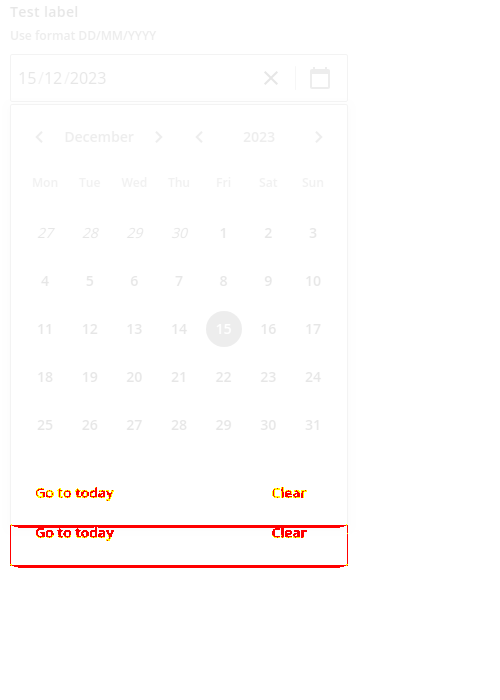 Test label
Use format DD/MM/YYYY
15/12/2023
December 2023
Mon Tue Wed Thu Fri Sat Sun
27 28 29 30 1 2 3
4 5 6 7 8 9 10
11 12 13 14 15 16 17
18 19 20 21 22 23 24
25 26 27 28 29 30 31
Go to today Clear
Go to today Clear